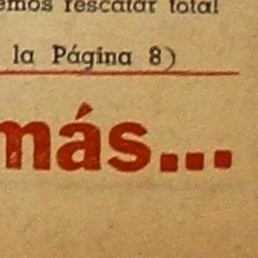 emos rescatar total
la Página 8)
más...